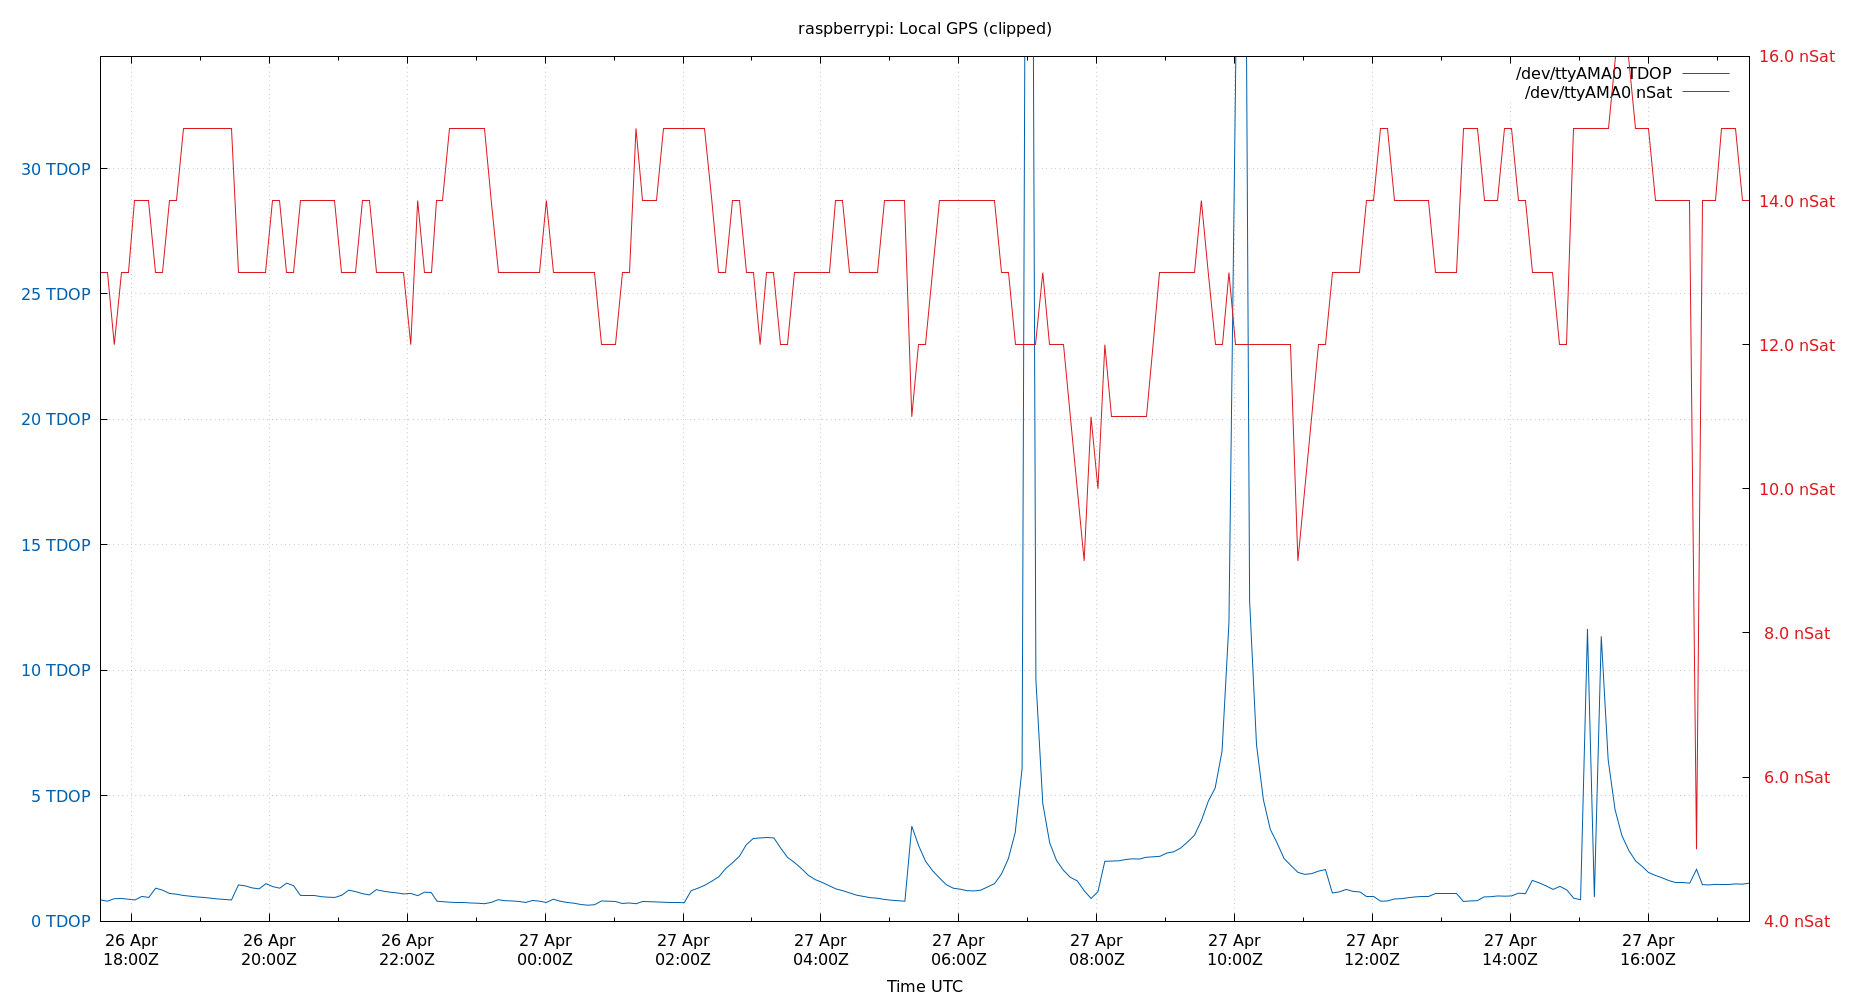 raspberrypi: Local GPS (clipped)
/dev/ttyAMA0 TDOP
/dev/ttyAMA0 nSat
30 TDOP
25 TDOP
20 TDOP
15 TDOP
10 TDOP
5 TDOP
0 TDOP
16.0 nSat
14.0 nSat
12.0 nSat
10.0 nSat
8.0 nSat
6.0 nSat
4.0 nSat
26 Apr
18:00Z
26 Apr
20:00Z
26 Apr
22:00Z
27 Apr
00:00Z
27 Apr
02:00Z
27 Apr
04:00Z
27 Apr
06:00Z
27 Apr
08:00Z
27 Apr
10:00Z
27 Apr
12:00Z
27 Apr
14:00Z
27 Apr
16:00Z
Time UTC